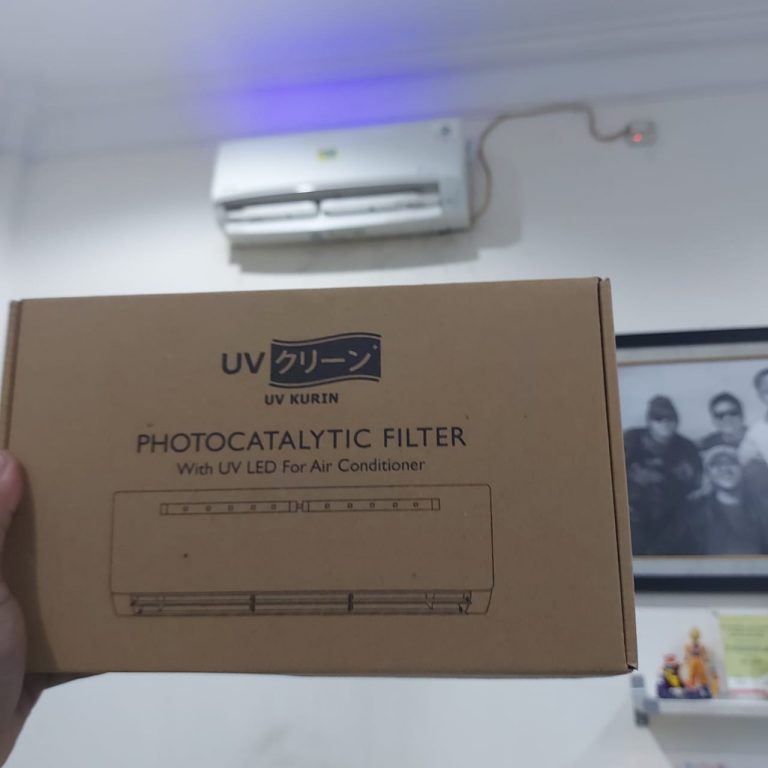 UV クリーン
UV KURIN
PHOTOCATALYTIC FILTER
With UV LED For Air Conditioner